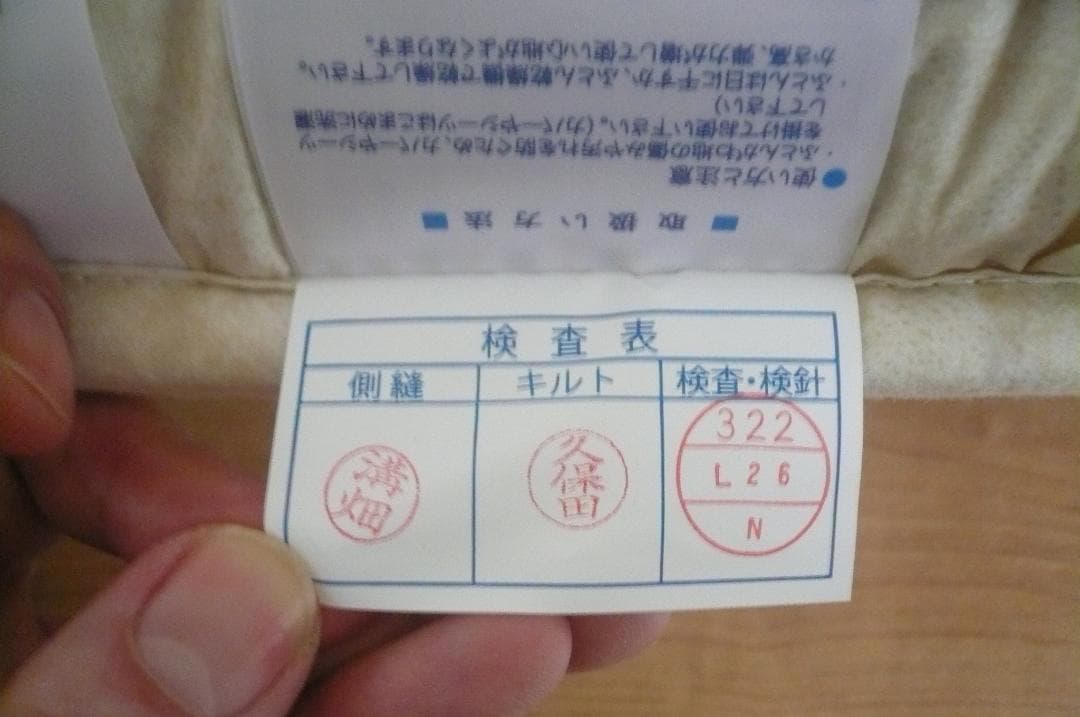 ■ 取 扱 い 方 法 ■
●使い方と注意
・ふとんがわ地の傷みや汚れを防ぐため、カバーやシーツ
を掛けてお使い下さい。(カバーやシーツはこまめに洗濯
して下さい)
・ふとんは日に干すか、ふとん乾燥機で乾燥して下さい。
かさ高、弾力が増して使い心地がよくなります。
検 査 表
側 縫 キルト 検査・検針
溝畑 久保田 322
L26
N